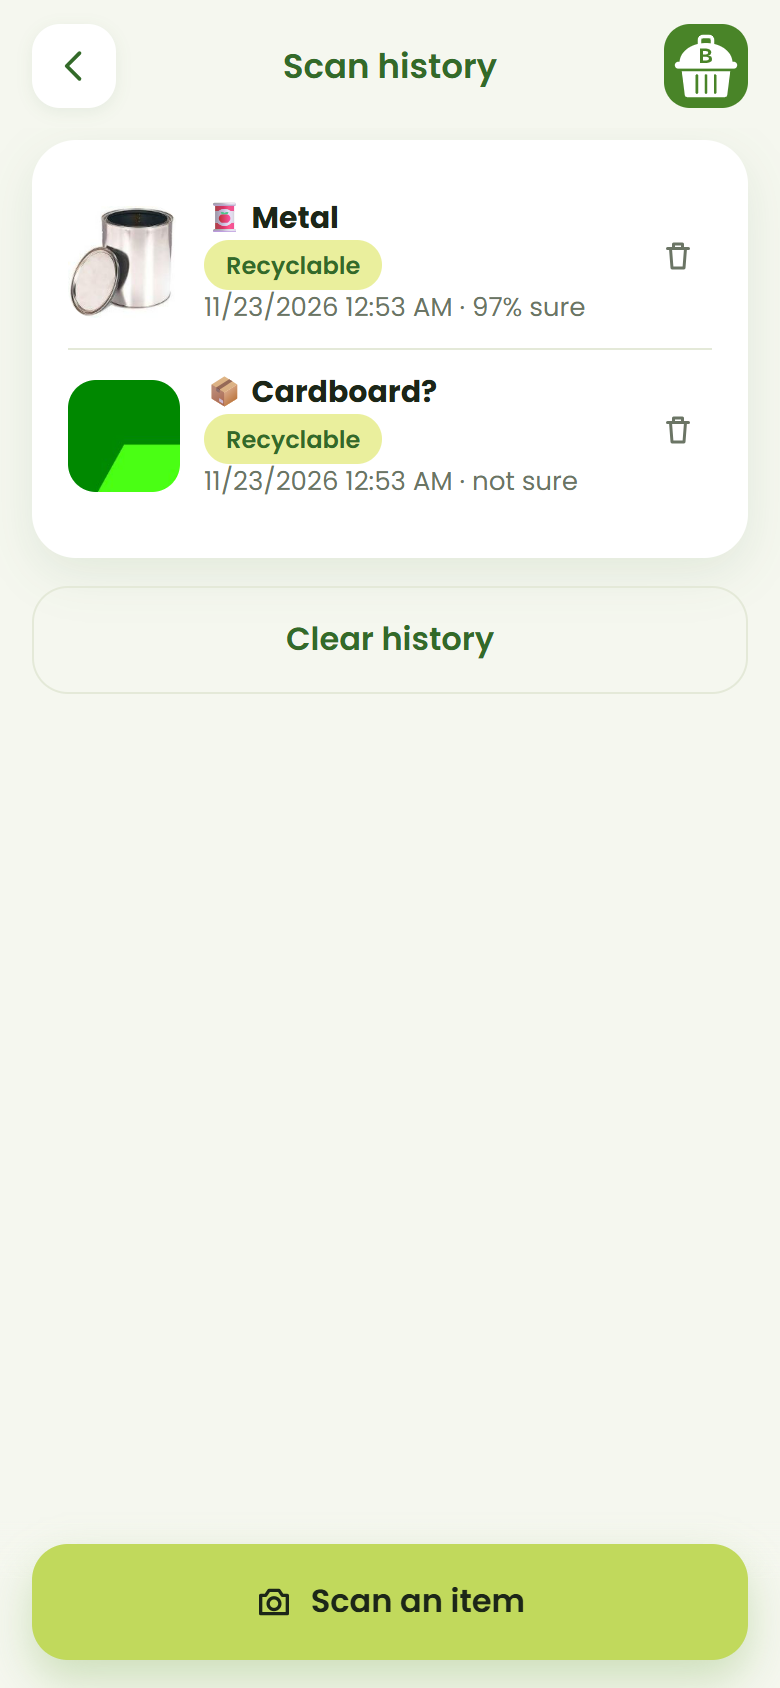 Scan history
B
Metal
Recyclable
11/23/2026 12:53 AM · 97% sure
Cardboard?
Recyclable
11/23/2026 12:53 AM · not sure
Clear history
Scan an item